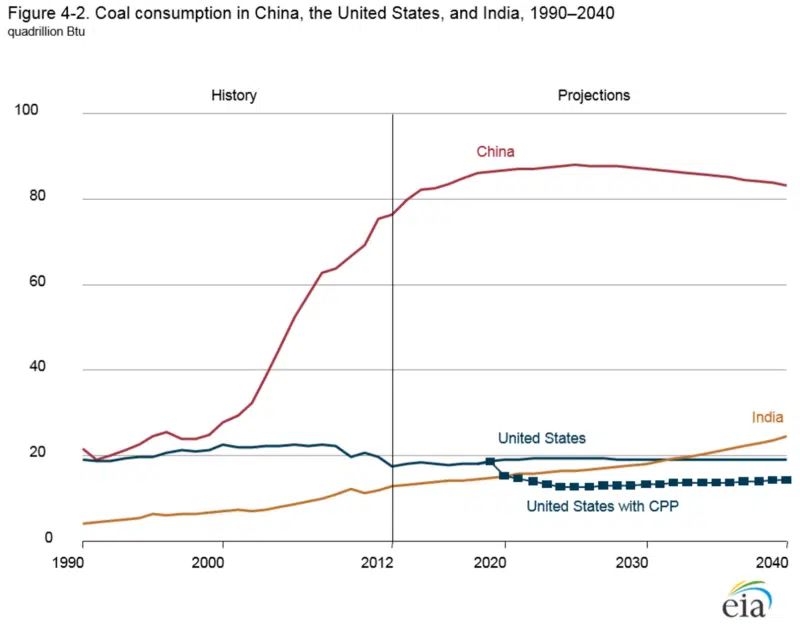 Figure 4-2. Coal consumption in China, the United States, and India, 1990–2040
quadrillion Btu
History
Projections
100
China
80
60
40
India
United States
20
United States with CPP
0
1990
2000
2012
2020
2030
2040
eia